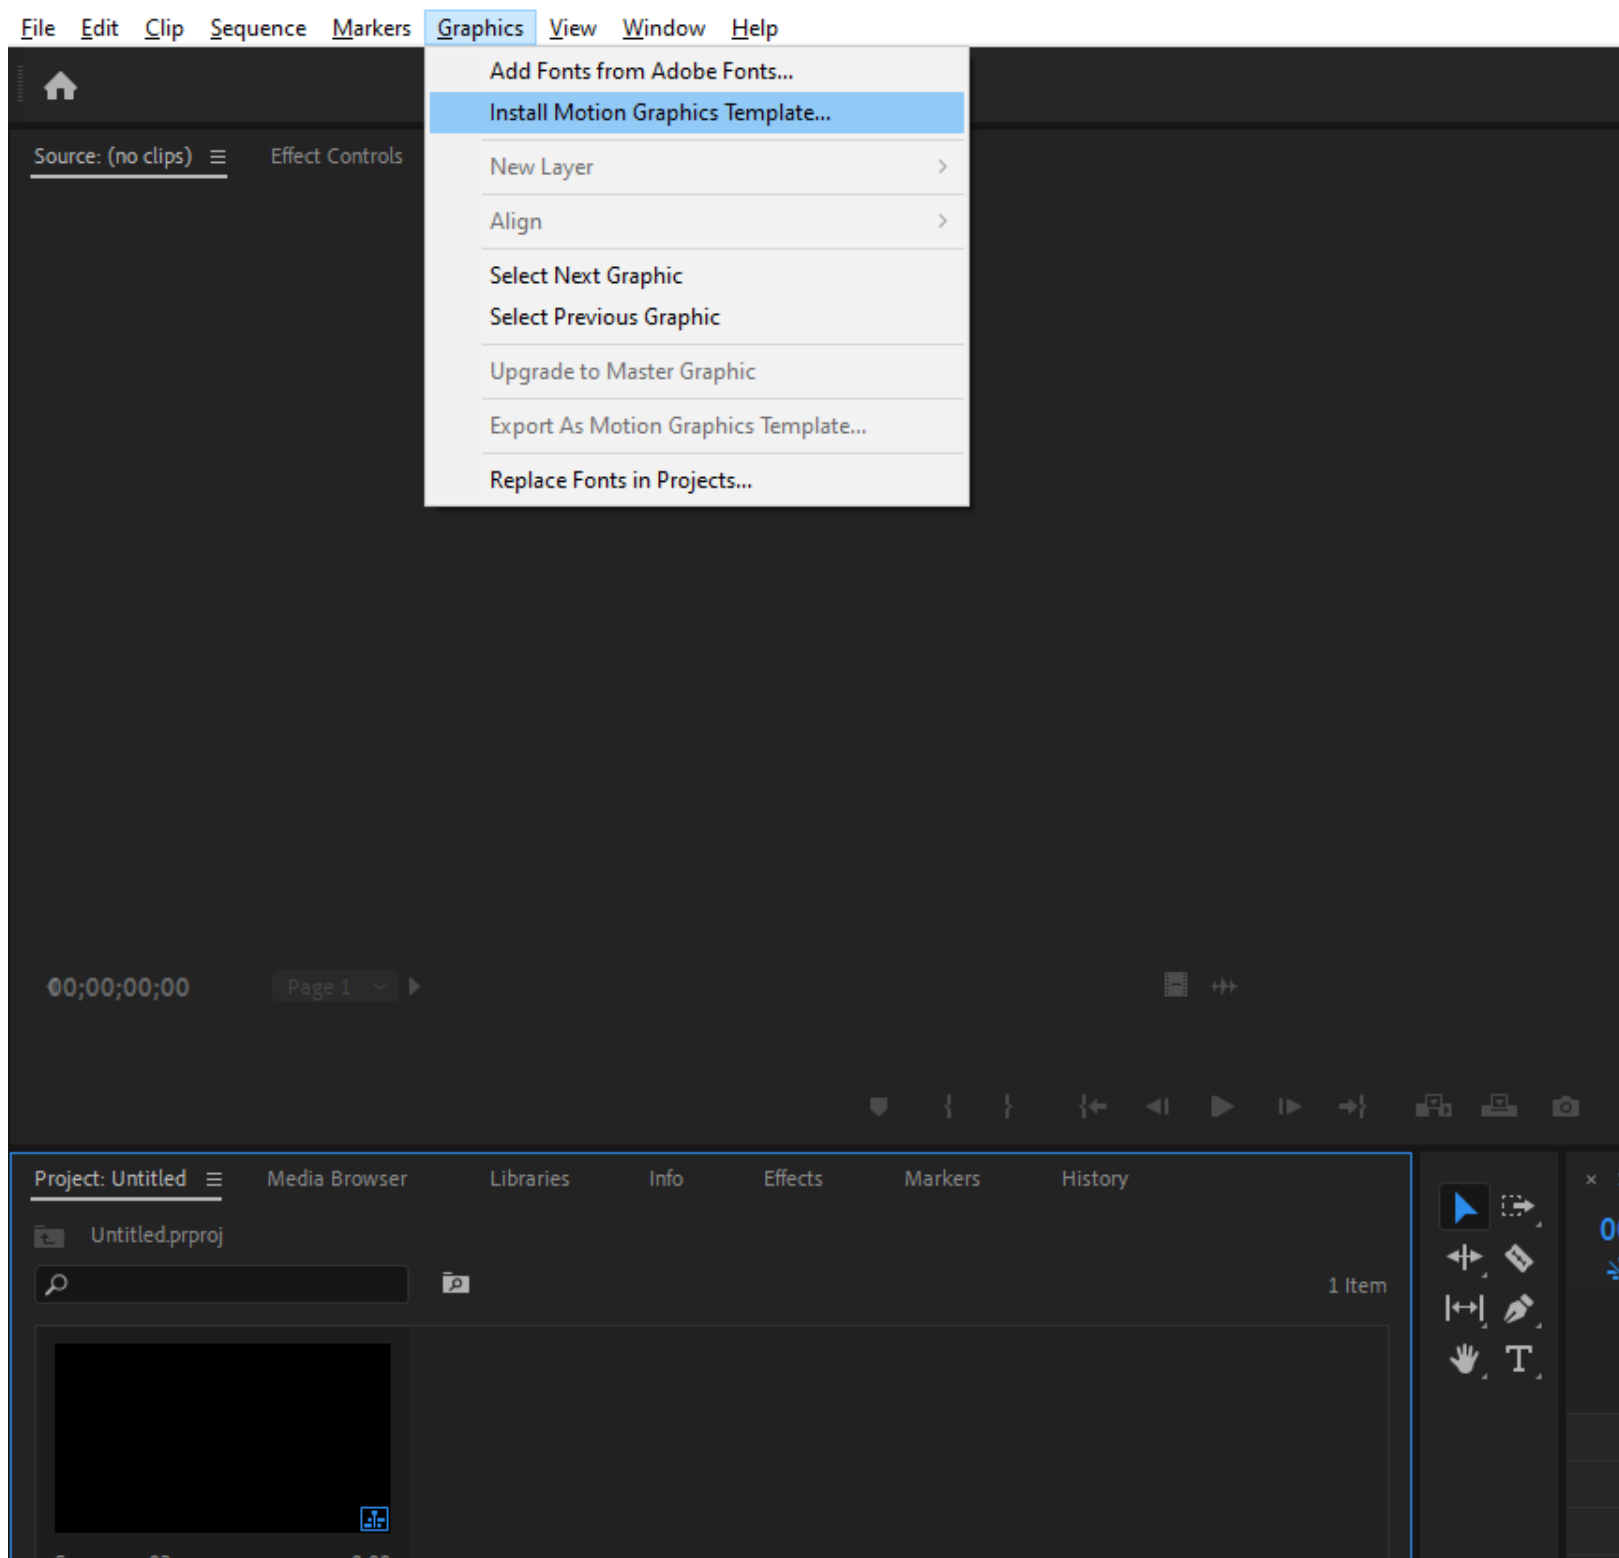 File Edit Clip Sequence Markers Graphics View Window Help
Add Fonts from Adobe Fonts...
Install Motion Graphics Template...
Source: (no clips) Effect Controls
New Layer
Align
Select Next Graphic
Select Previous Graphic
Upgrade to Master Graphic
Export As Motion Graphics Template...
Replace Fonts in Projects...
00;00;00;00 Page 1
Project: Untitled Media Browser Libraries Info Effects Markers History
Untitled.prproj
1 Item